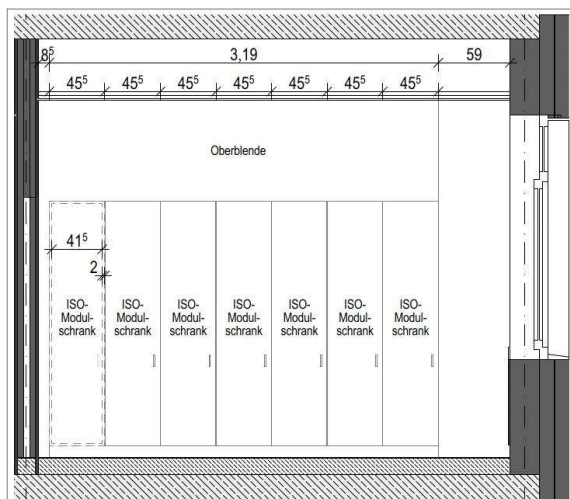 8⁵ 3,19 59
45⁵ 45⁵ 45⁵ 45⁵ 45⁵ 45⁵ 45⁵
Oberblende
41⁵
2
ISO-
Modul-
schrank
ISO-
Modul-
schrank
ISO-
Modul-
schrank
ISO-
Modul-
schrank
ISO-
Modul-
schrank
ISO-
Modul-
schrank
ISO-
Modul-
schrank